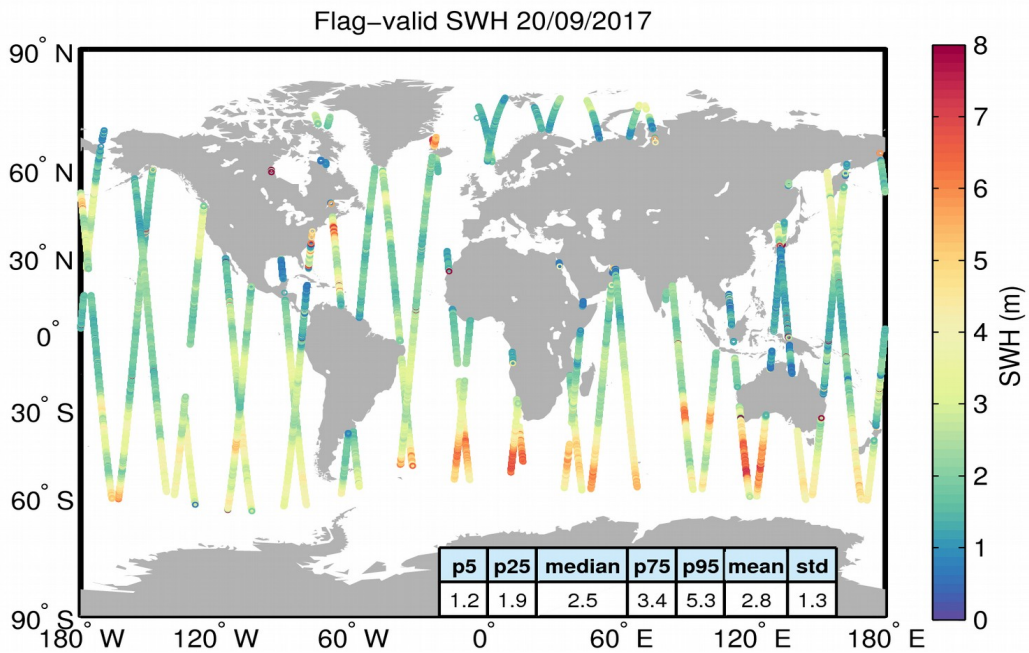 Flag−valid SWH 20/09/2017
90° N
60° N
30° N
0°
30° S
60° S
90° S
180° W
120° W
60° W
0°
60° E
120° E
180° E
p5 p25 median p75 p95 mean std
1.2 1.9 2.5 3.4 5.3 2.8 1.3
8
7
6
5
4
3
2
1
0
SWH (m)